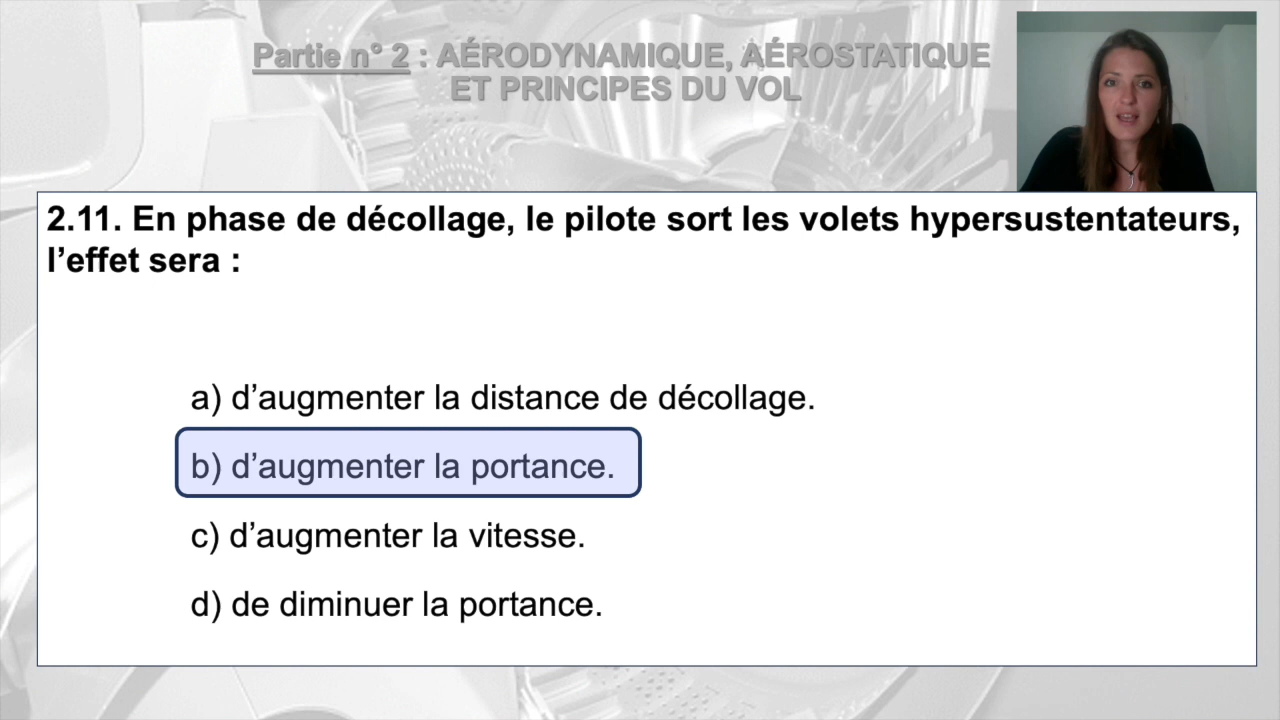 Partie n° 2 : AÉRODYNAMIQUE, AÉROSTATIQUE
ET PRINCIPES DU VOL
2.11. En phase de décollage, le pilote sort les volets hypersustentateurs,
l’effet sera :
a) d’augmenter la distance de décollage.
b) d’augmenter la portance.
c) d’augmenter la vitesse.
d) de diminuer la portance.